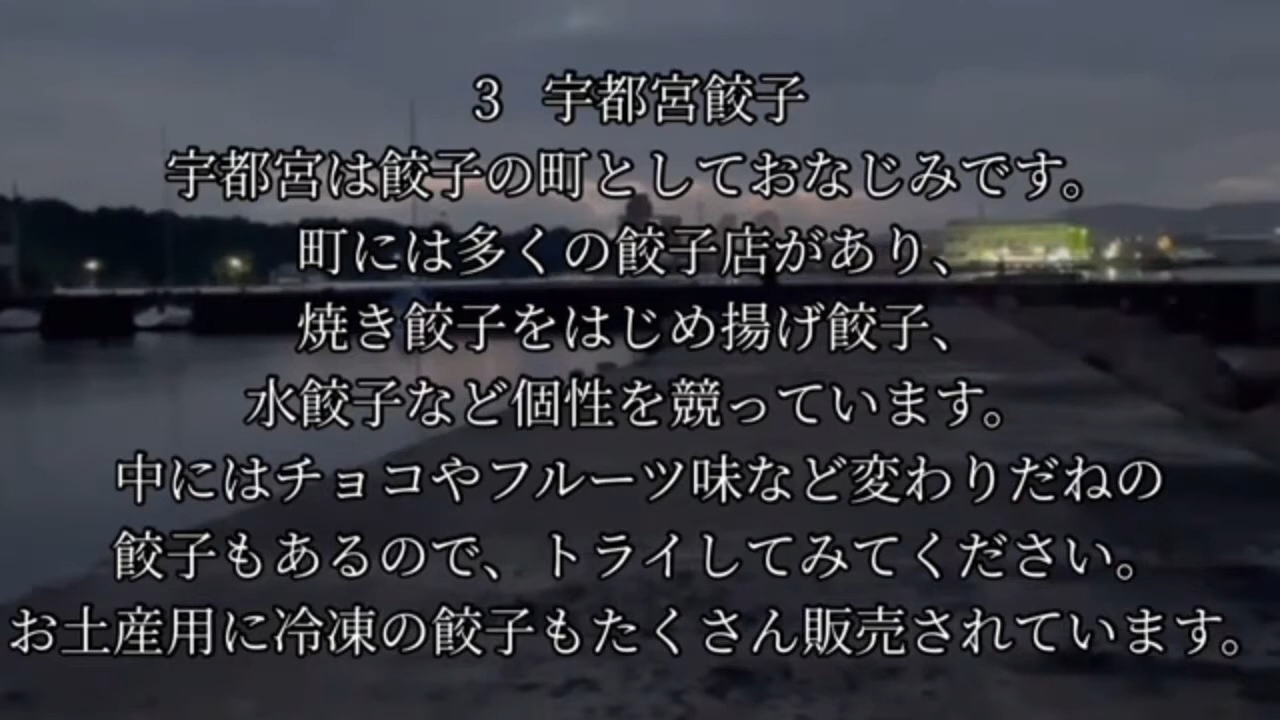 3 宇都宮餃子
宇都宮は餃子の町としておなじみです。
町には多くの餃子店があり、
焼き餃子をはじめ揚げ餃子、
水餃子など個性を競っています。
中にはチョコやフルーツ味など変わりだねの
餃子もあるので、トライしてみてください。
お土産用に冷凍の餃子もたくさん販売されています。